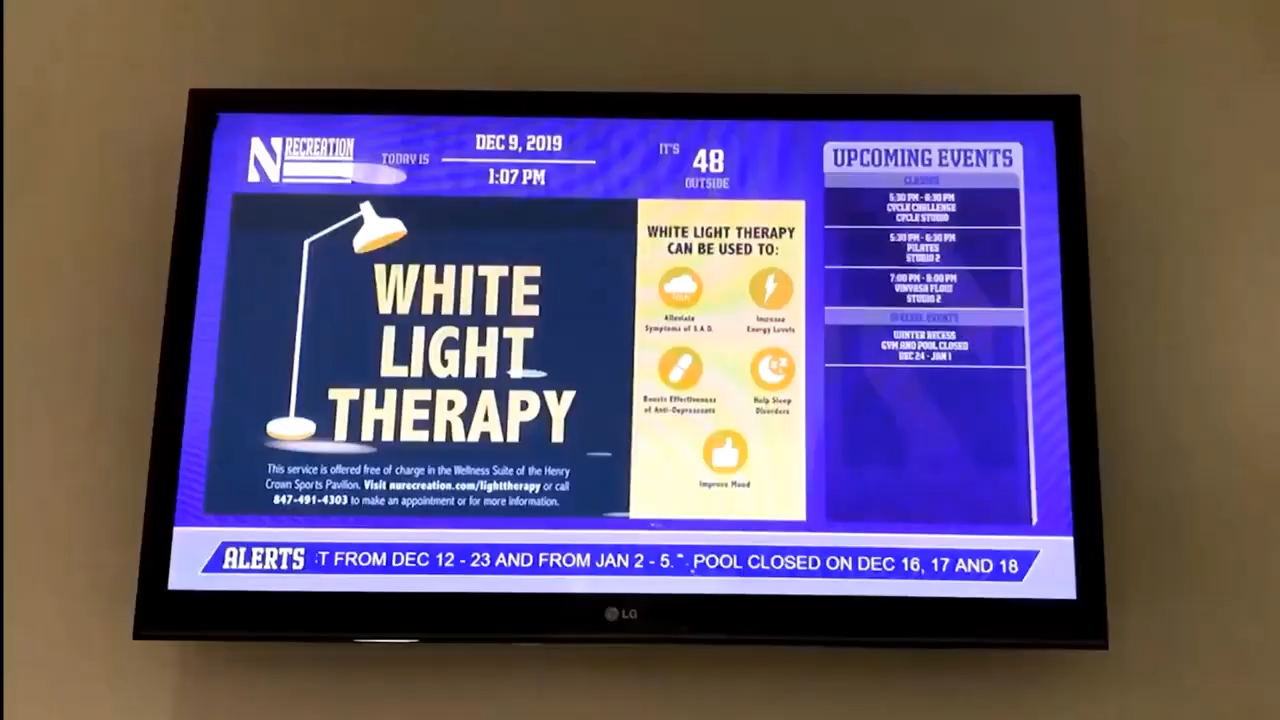 N RECREATION
TODAY IS
DEC 9, 2019
1:07 PM
IT'S
48
OUTSIDE
WHITE
LIGHT
THERAPY
This service is offered free of charge in the Wellness Suite of the Henry
Crown Sports Pavilion. Visit nurecreation.com/lighttherapy or call
847-491-4303 to make an appointment or for more information.
WHITE LIGHT THERAPY
CAN BE USED TO:
Alleviate
Symptoms of S.A.D.
Increase
Energy Levels
Boosts Effectiveness
of Anti-Depressants
Help Sleep
Disorders
Improve Mood
UPCOMING EVENTS
CLASSES
5:30 PM - 6:30 PM
CYCLE CHALLENGE
CYCLE STUDIO
5:30 PM - 6:30 PM
PILATES
STUDIO 2
7:00 PM - 8:00 PM
VINYASA FLOW
STUDIO 2
SPECIAL EVENTS
WINTER RECESS
GYM AND POOL CLOSED
DEC 24 - JAN 1
ALERTS T FROM DEC 12 - 23 AND FROM JAN 2 - 5. POOL CLOSED ON DEC 16, 17 AND 18
LG